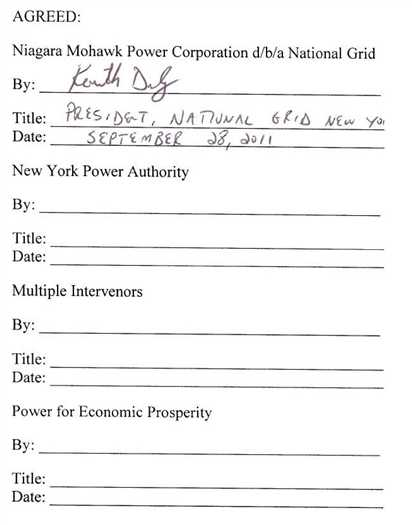 AGREED:
Niagara Mohawk Power Corporation d/b/a National Grid
By:
Title: PRESIDENT, NATIONAL GRID NEW YO
Date: SEPTEMBER 28, 2011
New York Power Authority
By:
Title:
Date:
Multiple Intervenors
By:
Title:
Date:
Power for Economic Prosperity
By:
Title:
Date: